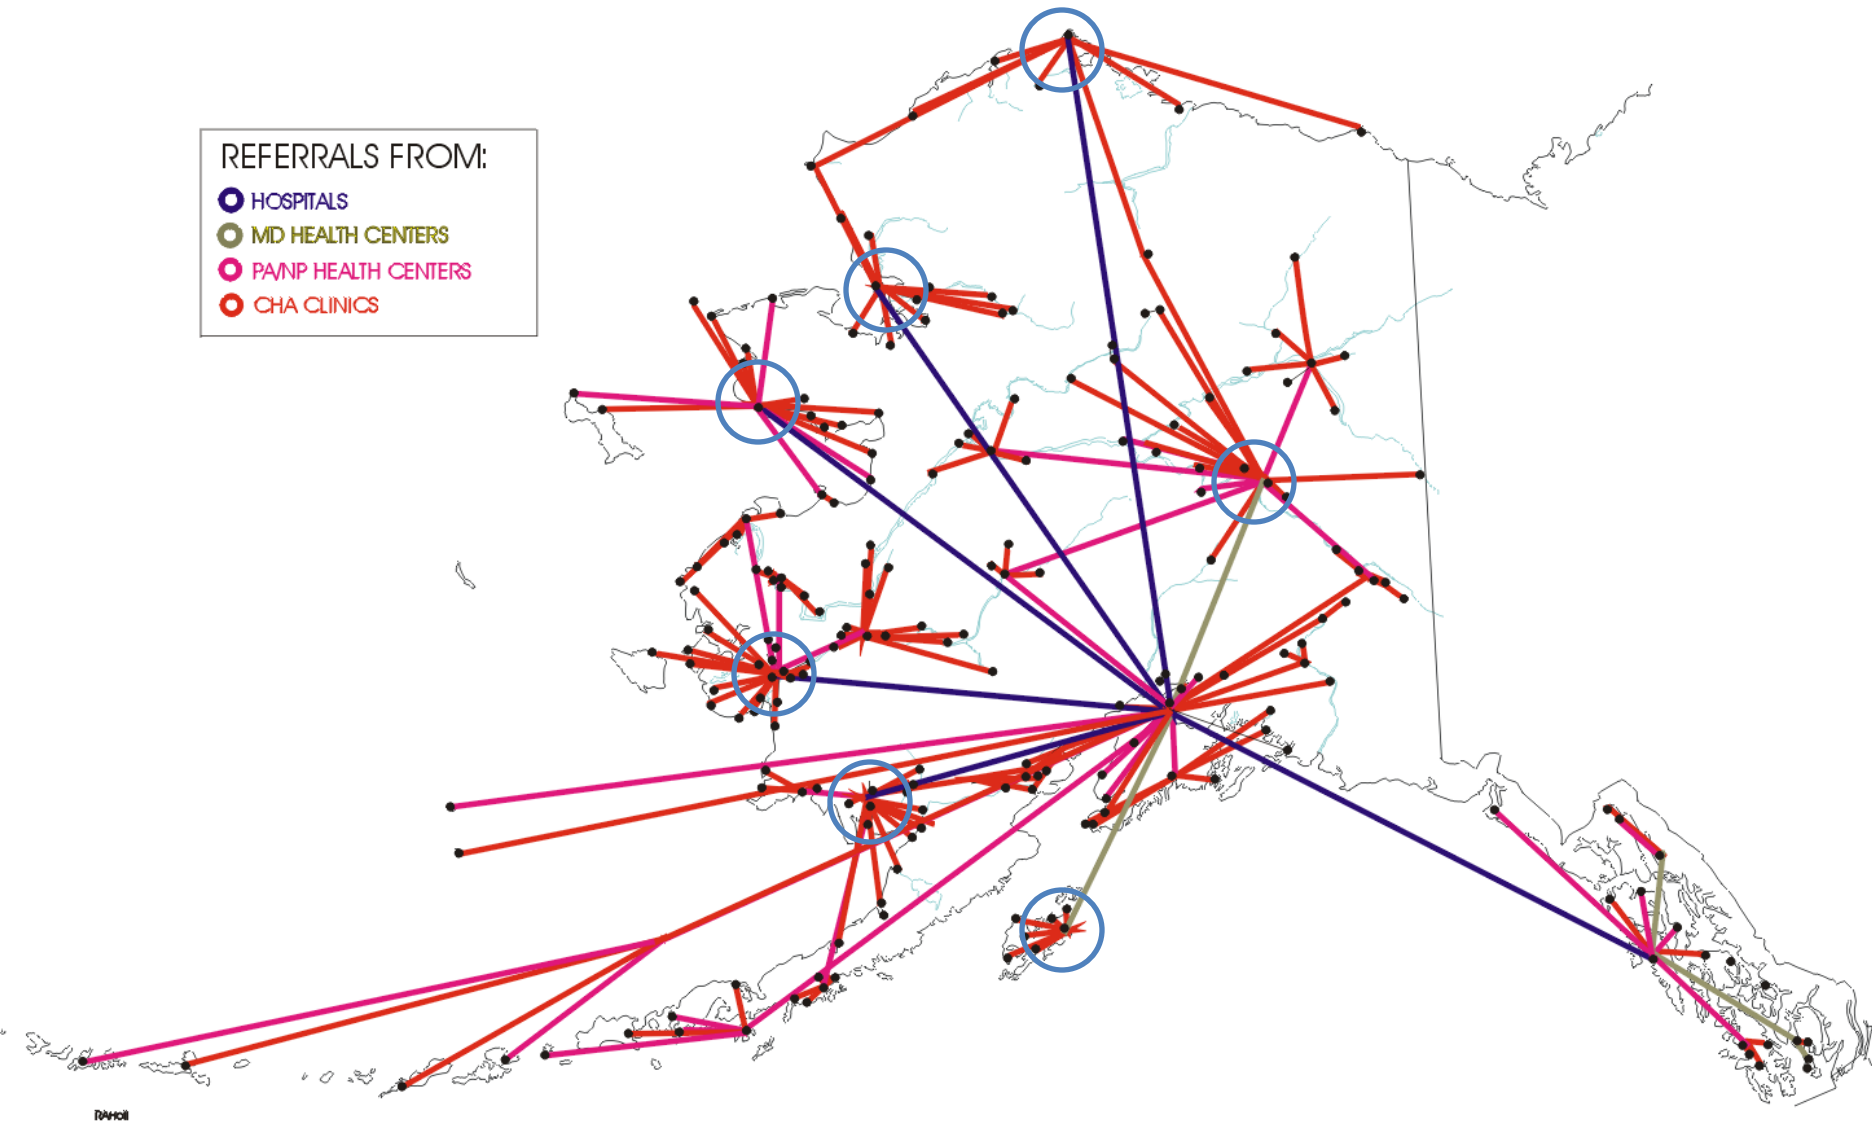 REFERRALS FROM:
HOSPITALS
MD HEALTH CENTERS
PA/NP HEALTH CENTERS
CHA CLINICS